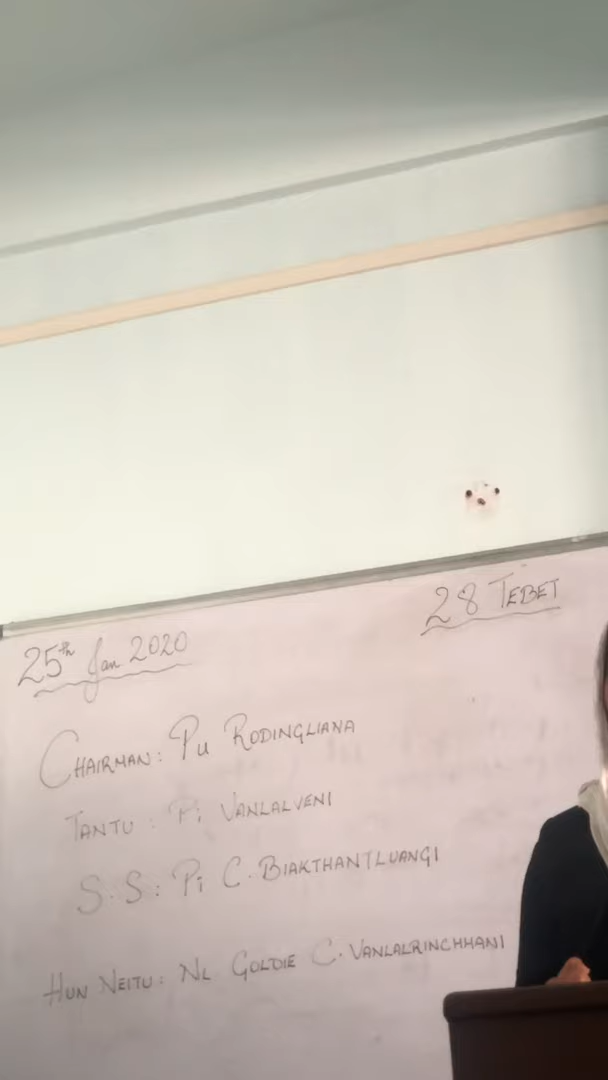 25th Jan 2020
28 TEBET
CHAIRMAN: PU RODINGLIANA
TANTU: Pi VANLALVENI
S.S: Pi C. BIAKTHANTLUANGI
HUN NEITU: NL GOLDIE C. VANLALRINCHHANI